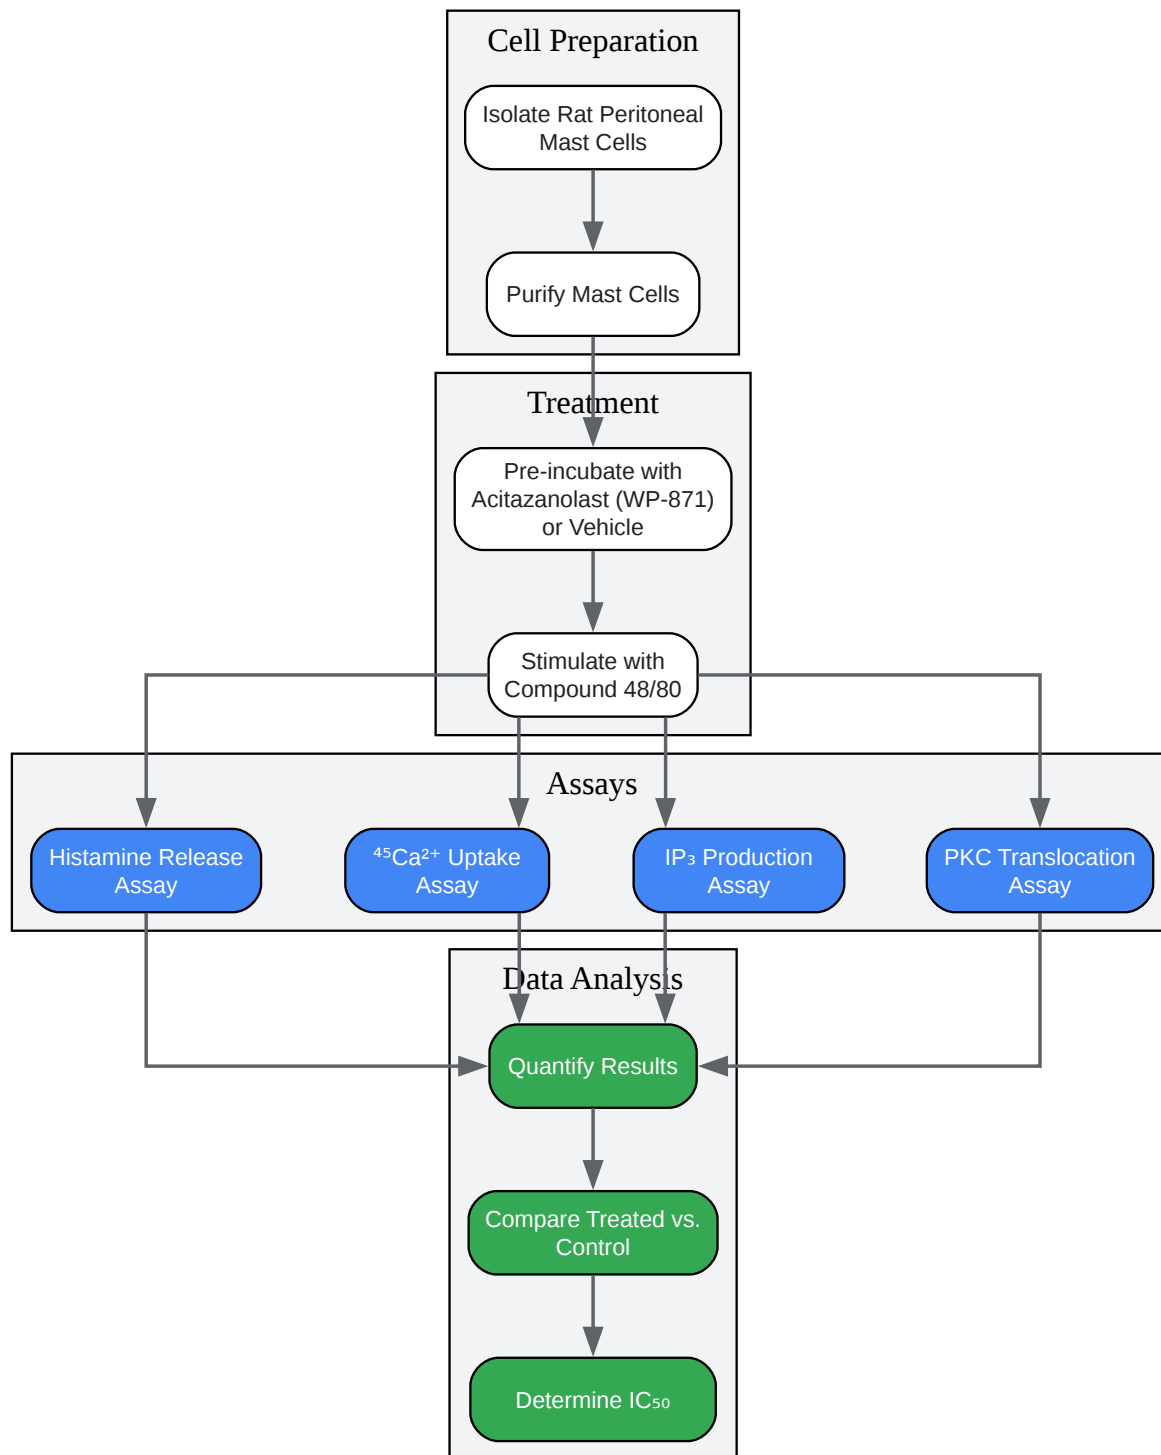 Cell Preparation
Isolate Rat Peritoneal
Mast Cells
Purify Mast Cells
Treatment
Pre-incubate with
Acitazanolast (WP-871)
or Vehicle
Stimulate with
Compound 48/80
Assays
Histamine Release
Assay
⁴⁵Ca²⁺ Uptake
Assay
IP₃ Production
Assay
PKC Translocation
Assay
Data Analysis
Quantify Results
Compare Treated vs.
Control
Determine IC₅₀